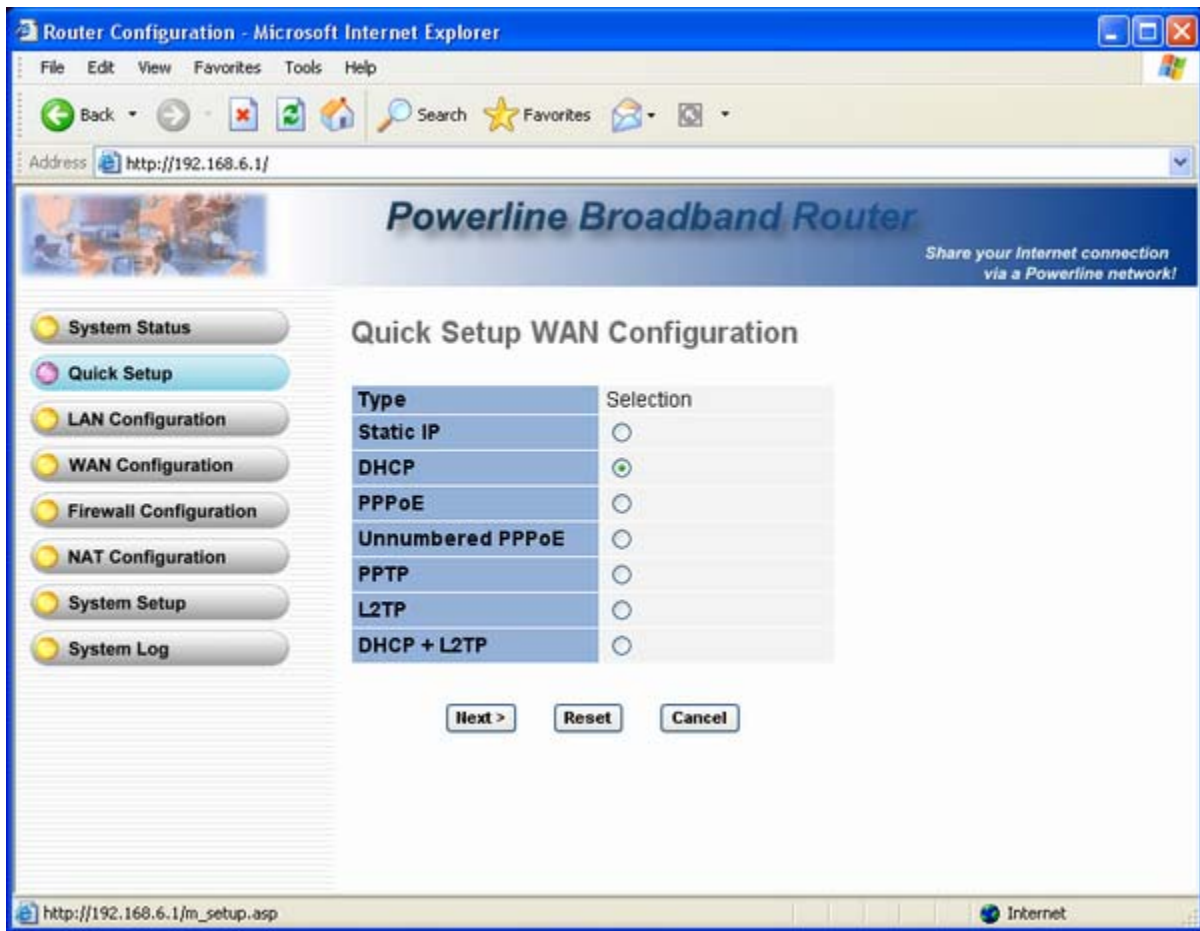 Router Configuration - Microsoft Internet Explorer
File Edit View Favorites Tools Help
Back Search Favorites
Address http://192.168.6.1/
Powerline Broadband Router
Share your Internet connection
via a Powerline network!
System Status
Quick Setup
LAN Configuration
WAN Configuration
Firewall Configuration
NAT Configuration
System Setup
System Log
Quick Setup WAN Configuration
Type Selection
Static IP
DHCP
PPPoE
Unnumbered PPPoE
PPTP
L2TP
DHCP + L2TP
Next > Reset Cancel
http://192.168.6.1/m_setup.asp Internet